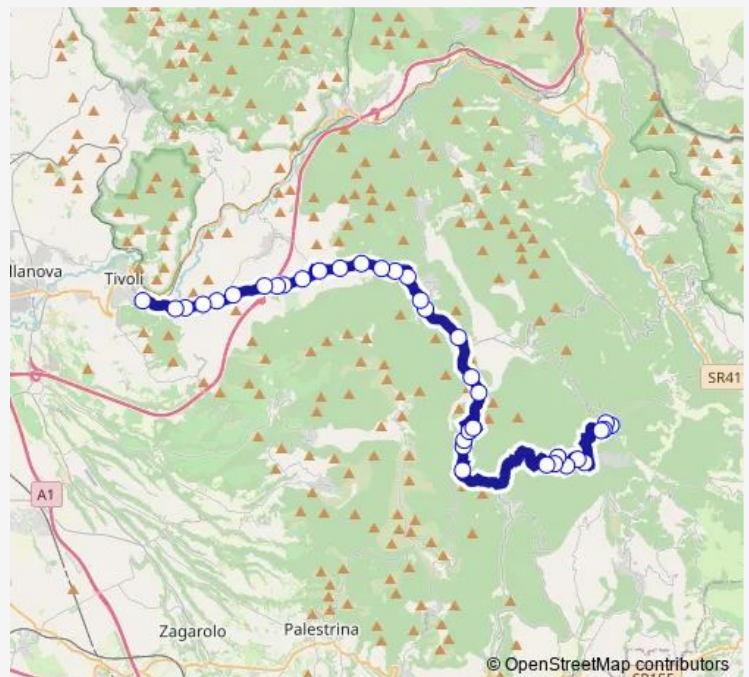 llanova
Tivoli
SR41
A1
Zagarolo
Palestrina
© OpenStreetMap contributors